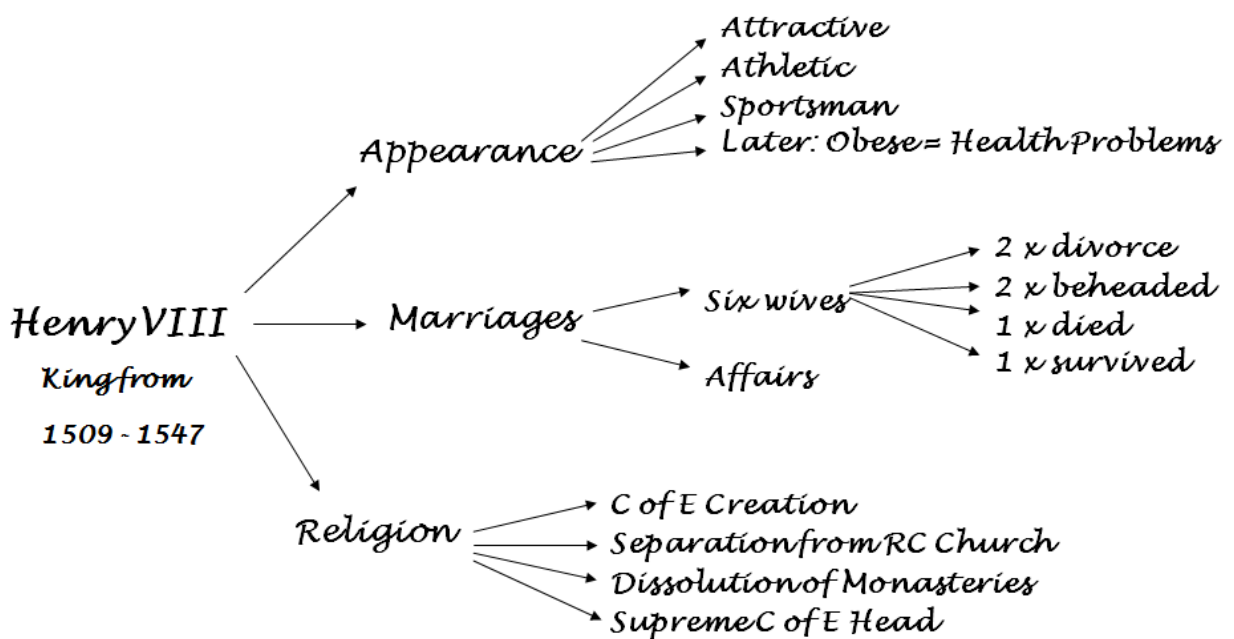 Henry VIII
King from
1509 - 1547
Appearance
Attractive
Athletic
Sportsman
Later: Obese = Health Problems
Marriages
Six wives
2 x divorce
2 x beheaded
1 x died
1 x survived
Affairs
Religion
C of E Creation
Separation from RC Church
Dissolution of Monasteries
Supreme C of E Head